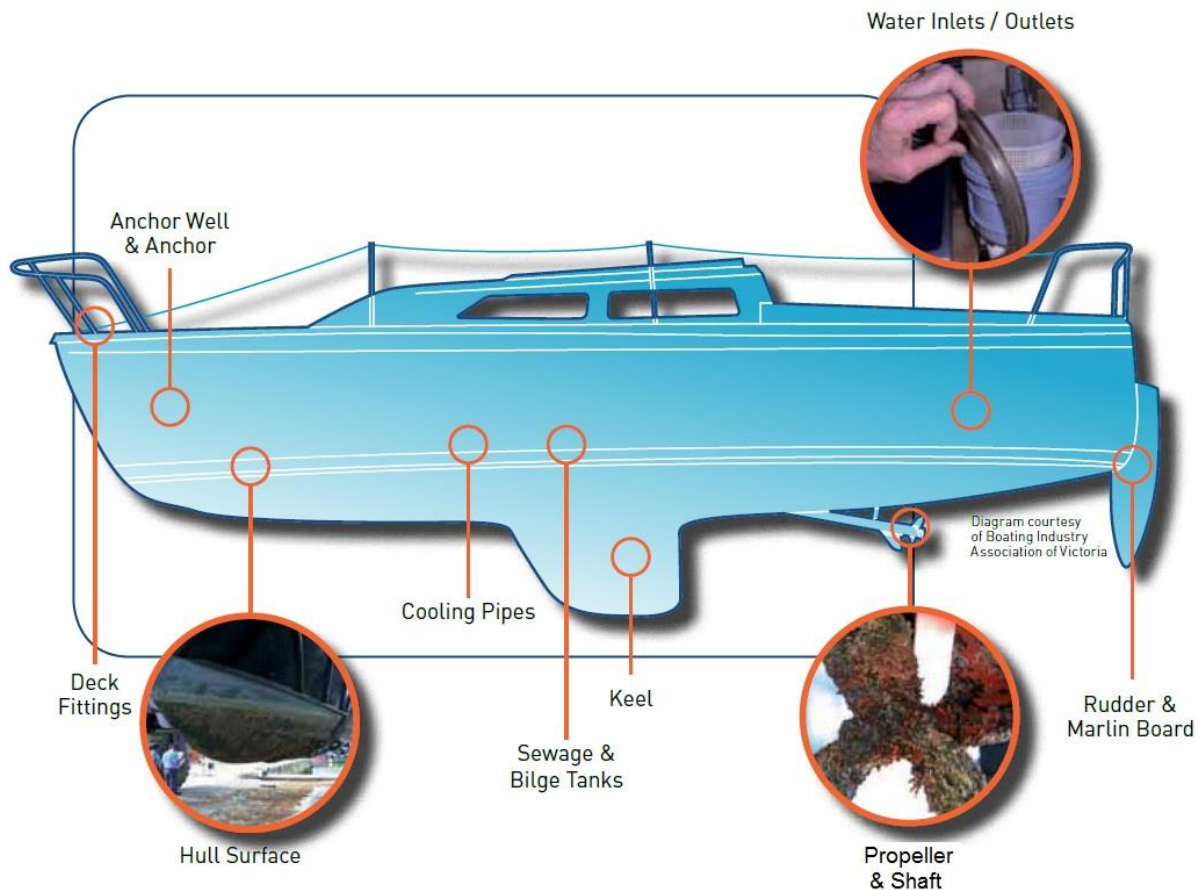 Water Inlets / Outlets
Anchor Well
& Anchor
Diagram courtesy
of Boating Industry
Association of Victoria
Cooling Pipes
Deck
Fittings
Keel
Rudder &
Marlin Board
Sewage &
Bilge Tanks
Hull Surface
Propeller
& Shaft